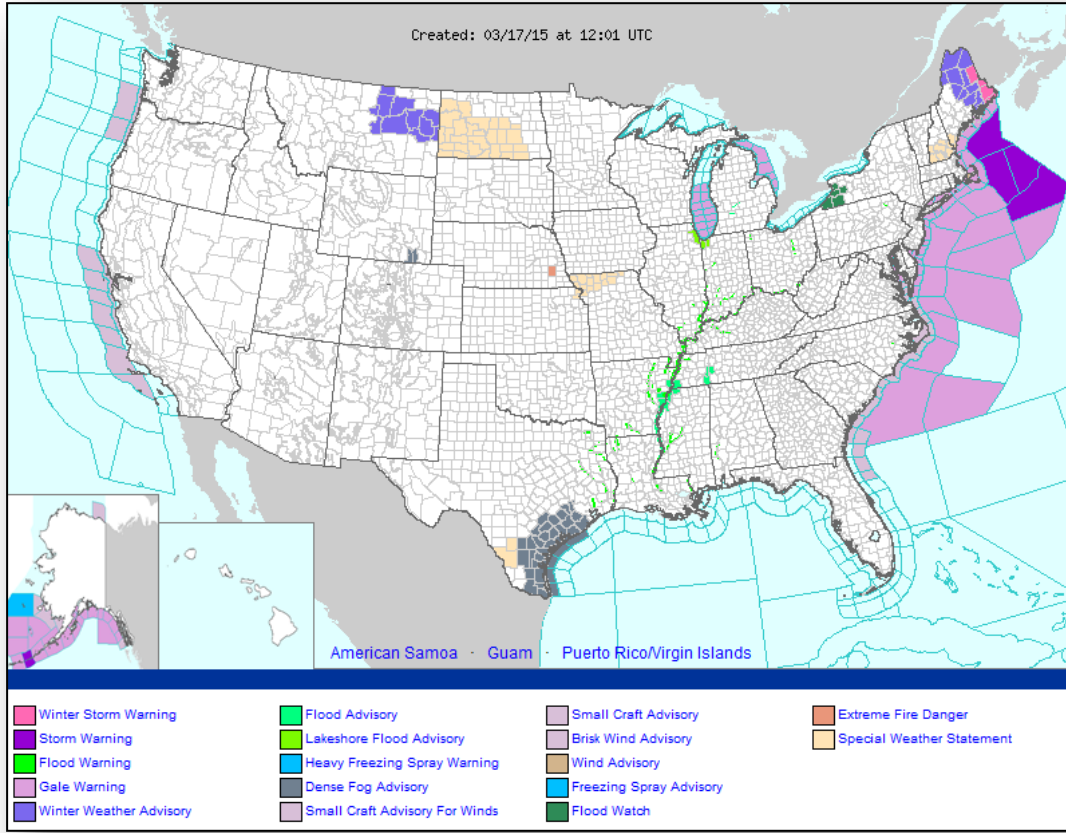 Created: 03/17/15 at 12:01 UTC
American Samoa · Guam · Puerto Rico/Virgin Islands
Winter Storm Warning
Storm Warning
Flood Warning
Gale Warning
Winter Weather Advisory
Flood Advisory
Lakeshore Flood Advisory
Heavy Freezing Spray Warning
Dense Fog Advisory
Small Craft Advisory For Winds
Small Craft Advisory
Brisk Wind Advisory
Wind Advisory
Freezing Spray Advisory
Flood Watch
Extreme Fire Danger
Special Weather Statement